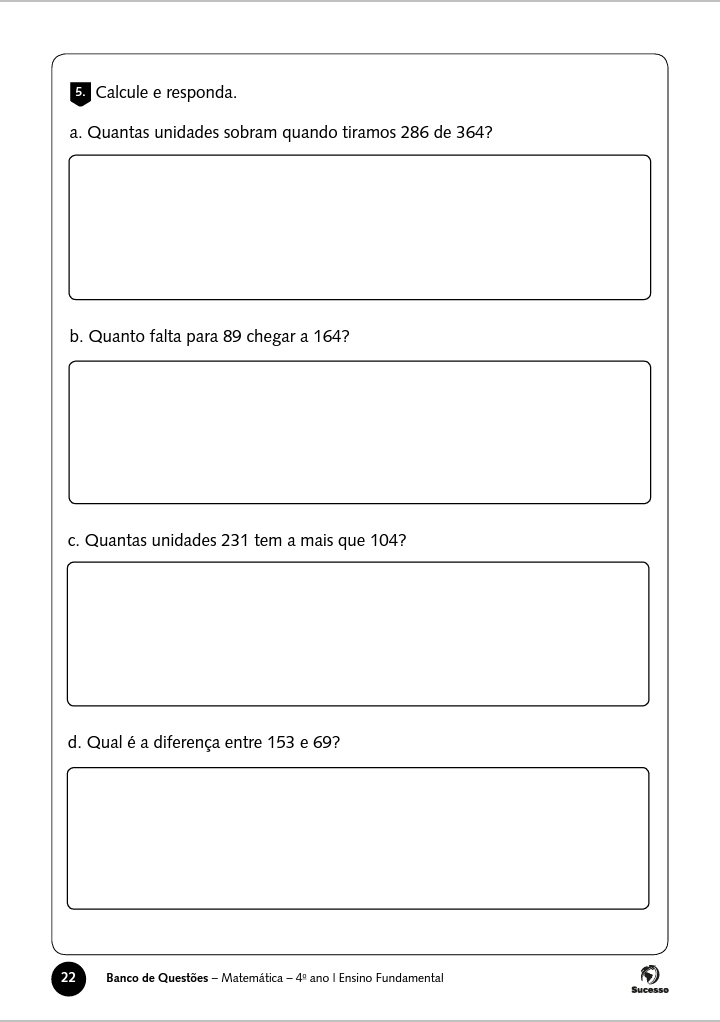 5. Calcule e responda.
a. Quantas unidades sobram quando tiramos 286 de 364?
b. Quanto falta para 89 chegar a 164?
c. Quantas unidades 231 tem a mais que 104?
d. Qual é a diferença entre 153 e 69?
22 Banco de Questões – Matemática – 4º ano I Ensino Fundamental
Sucesso